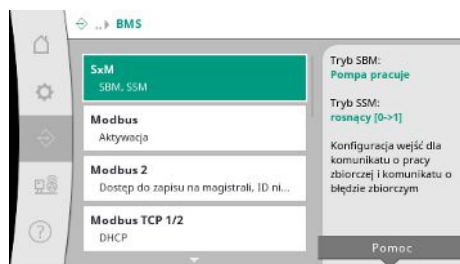 ..▸ BMS
SxM
SBM, SSM
Modbus
Aktywacja
Modbus 2
Dostęp do zapisu na magistrali, ID ni...
Modbus TCP 1/2
DHCP
Tryb SBM:
Pompa pracuje
Tryb SSM:
rosnący [0->1]
Konfiguracja wejść dla
komunikatu o pracy
zbiorczej i komunikatu o
błędzie zbiorczym
Pomoc